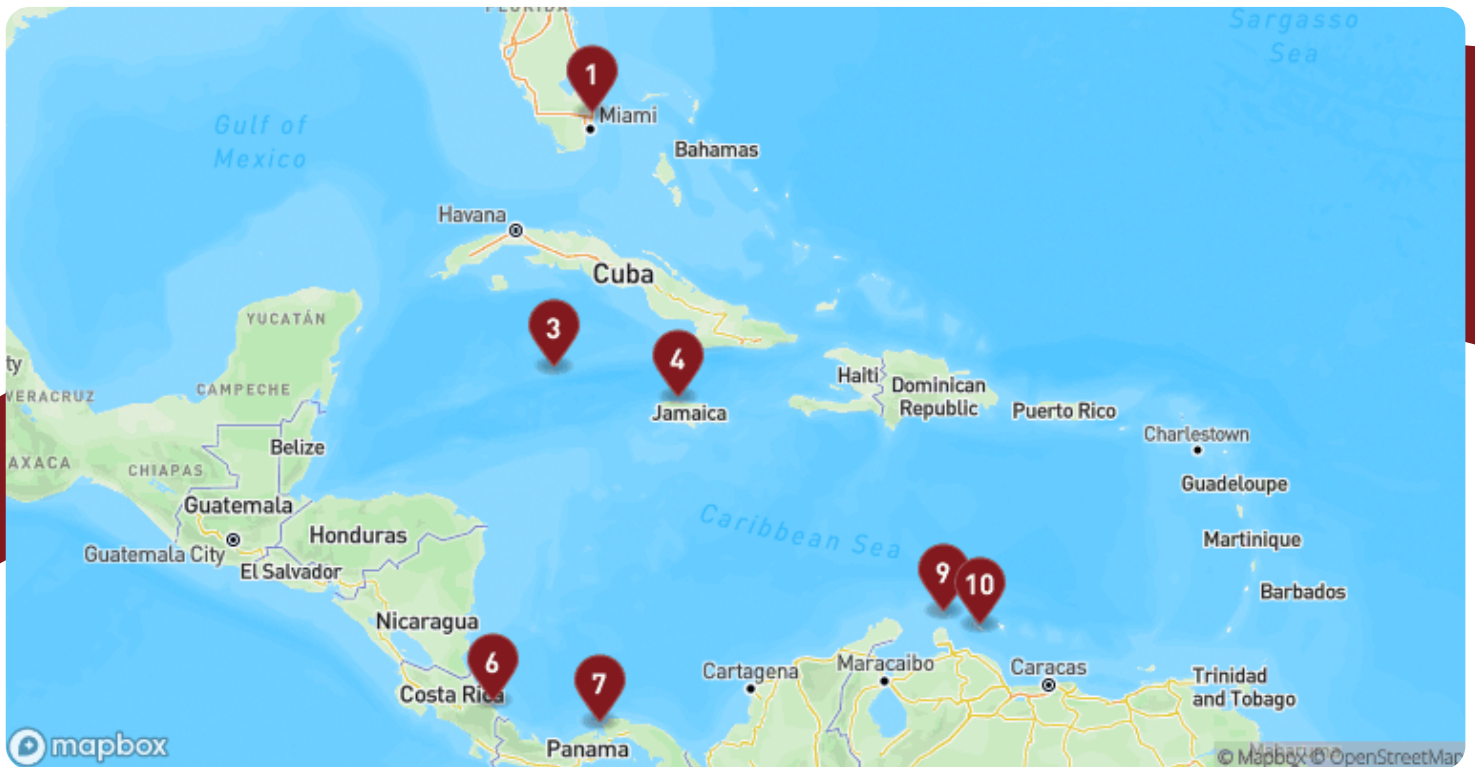 FLORIDA
Sargasso
Sea
1
Miami
Gulf of
Mexico
Bahamas
Havana
Cuba
YUCATÁN
3
4
ty
Haiti
Dominican
Republic
CAMPECHE
VERACRUZ
Jamaica
Puerto Rico
Charlestown
Belize
AXACA
CHIAPAS
Guadeloupe
Guatemala
Caribbean Sea
Honduras
Martinique
Guatemala City
El Salvador
9
10
Barbados
Nicaragua
6
7
Cartagena
Maracaibo
Caracas
Costa Rica
Trinidad
and Tobago
Panama
mapbox
© Mapbox © OpenStreetMap